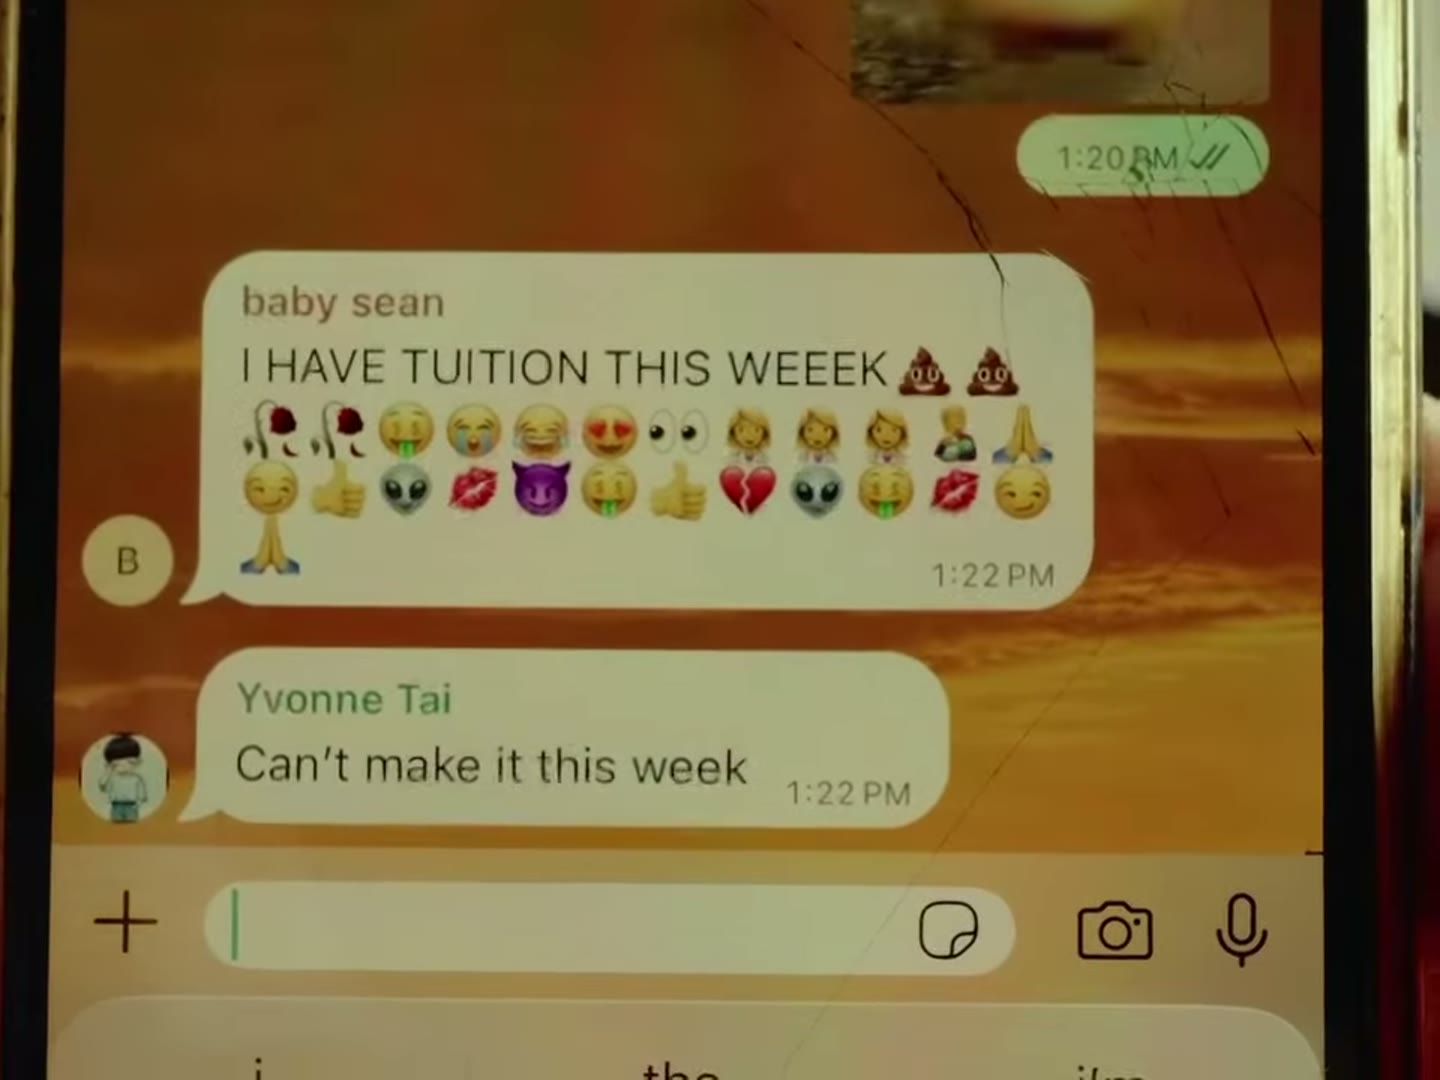 1:20 PM
baby sean
I HAVE TUITION THIS WEEEK💩 💩
🥀🥀🤑😭😂😍👀👩‍⚕️👩‍⚕️👩‍⚕️👨‍🍼🙏
😏👍👽💋😈🤑👍💔👽🤑💋😏
🙏
1:22 PM
B
Yvonne Tai
Can't make it this week
1:22 PM
i the i'm